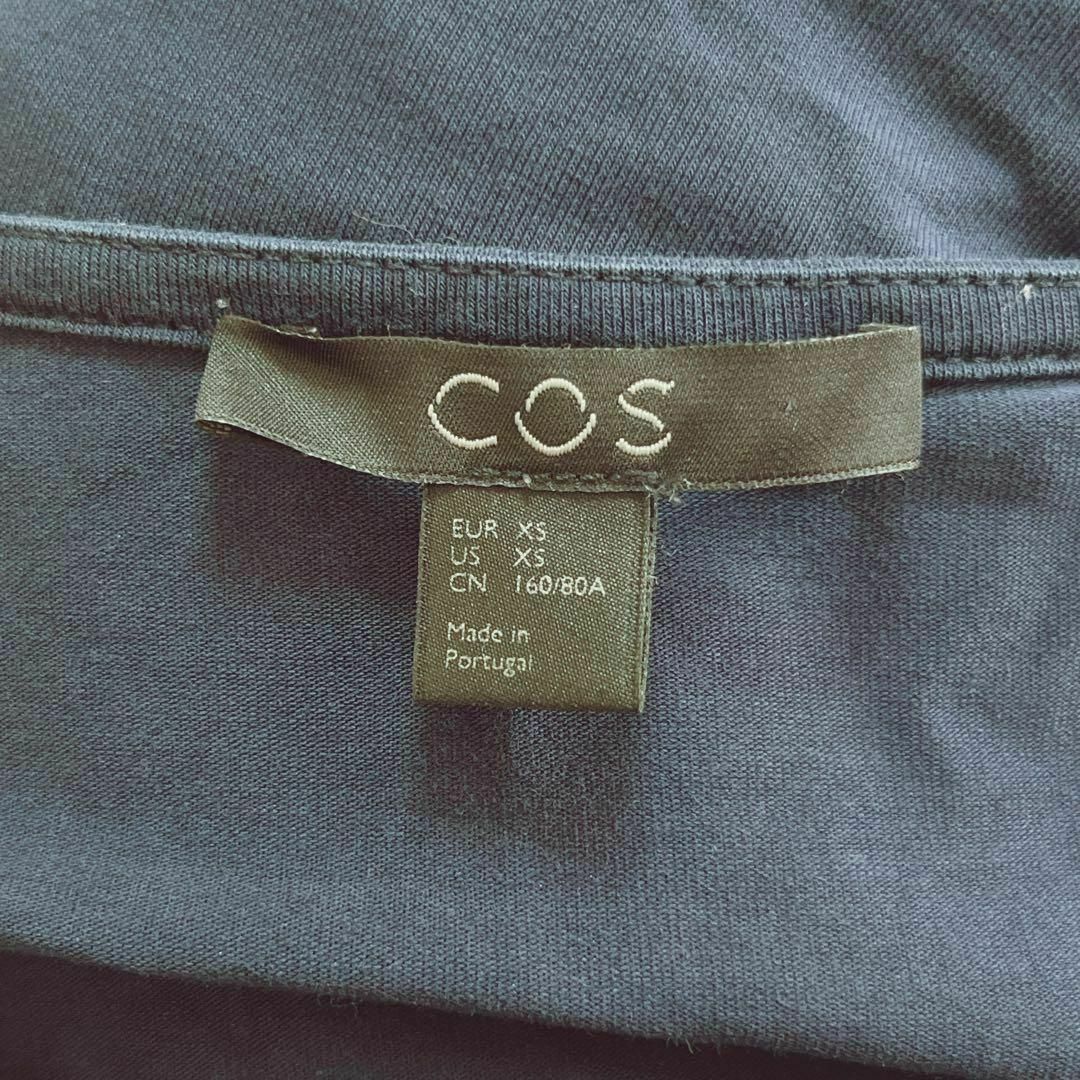 COS
EUR XS
US XS
CN 160/80A
Made in
Portugal